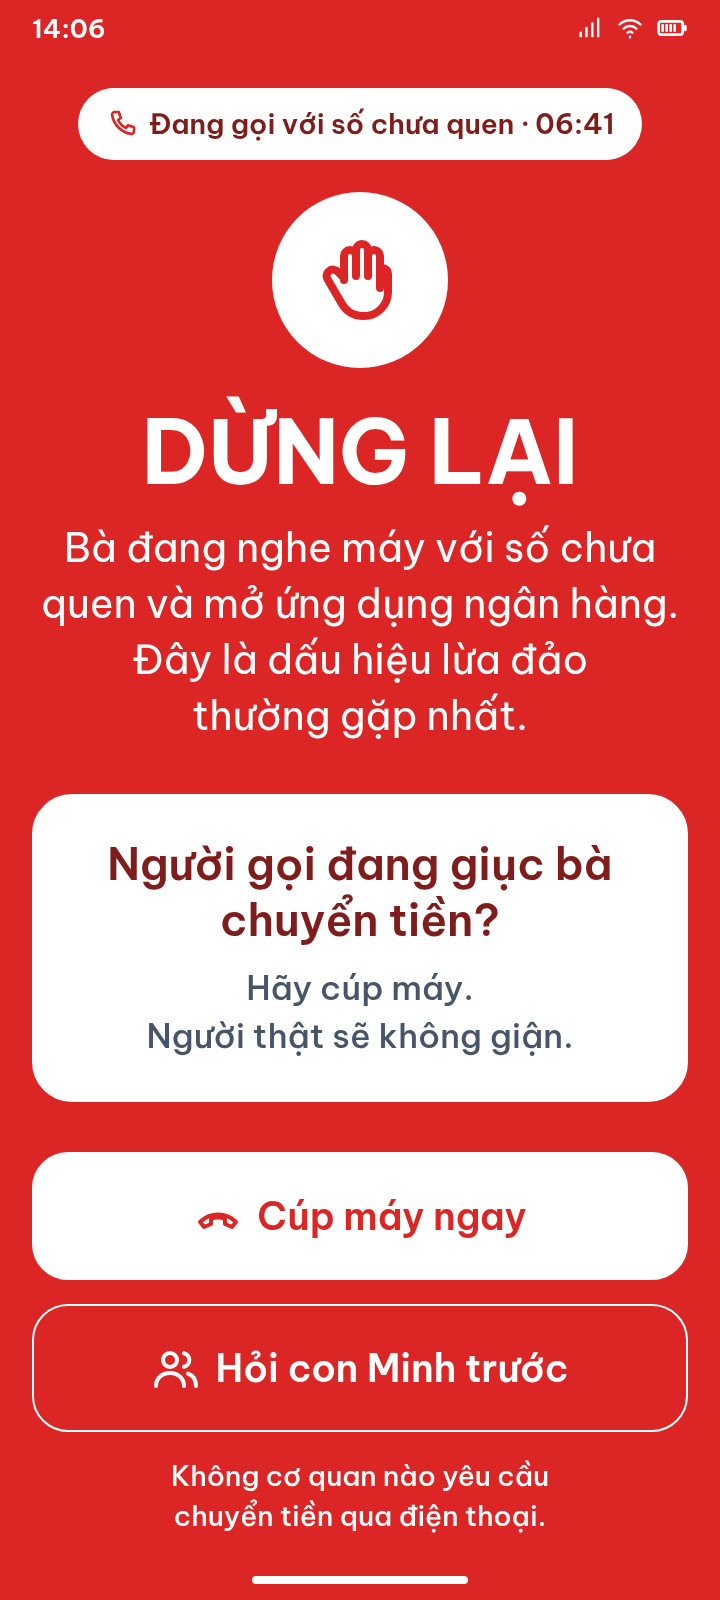 14:06
Đang gọi với số chưa quen · 06:41
DỪNG LẠI
Bà đang nghe máy với số chưa
quen và mở ứng dụng ngân hàng.
Đây là dấu hiệu lừa đảo
thường gặp nhất.
Người gọi đang giục bà
chuyển tiền?
Hãy cúp máy.
Người thật sẽ không giận.
Cúp máy ngay
Hỏi con Minh trước
Không cơ quan nào yêu cầu
chuyển tiền qua điện thoại.